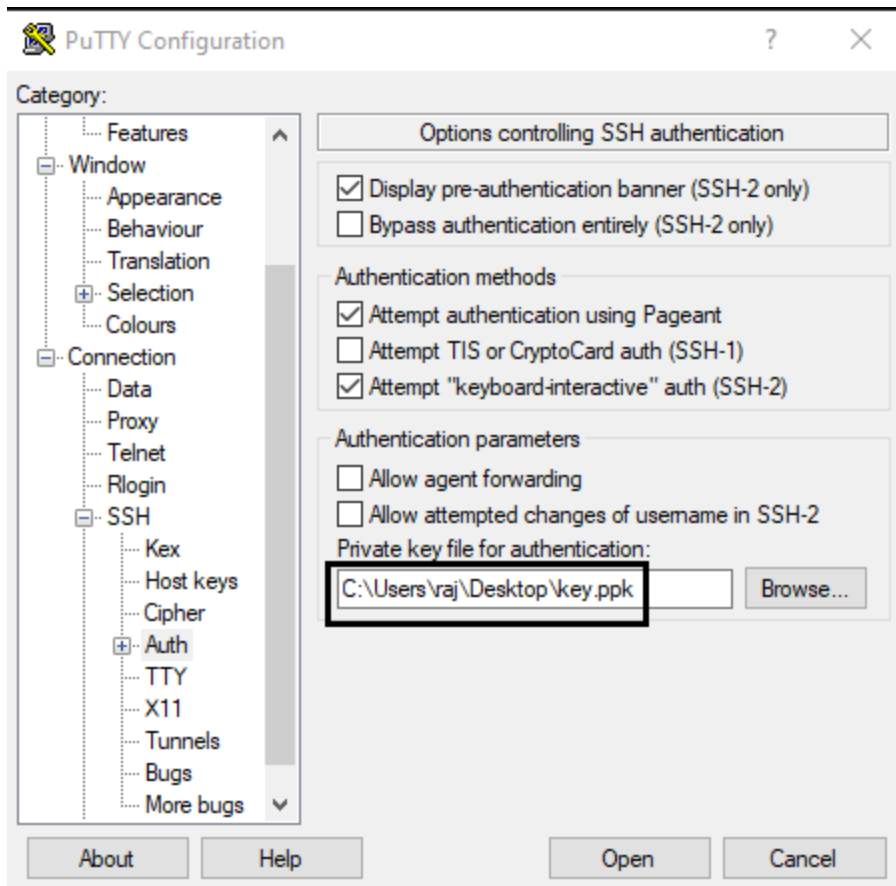 PuTTY Configuration
?
Category:
Features
Window
Appearance
Behaviour
Translation
Selection
Colours
Connection
Data
Proxy
Telnet
Rlogin
SSH
Kex
Host keys
Cipher
Auth
TTY
X11
Tunnels
Bugs
More bugs
Options controlling SSH authentication
Display pre-authentication banner (SSH-2 only)
Bypass authentication entirely (SSH-2 only)
Authentication methods
Attempt authentication using Pageant
Attempt TIS or CryptoCard auth (SSH-1)
Attempt "keyboard-interactive" auth (SSH-2)
Authentication parameters
Allow agent forwarding
Allow attempted changes of username in SSH-2
Private key file for authentication:
C:\Users\raj\Desktop\key.ppk
Browse...
About
Help
Open
Cancel